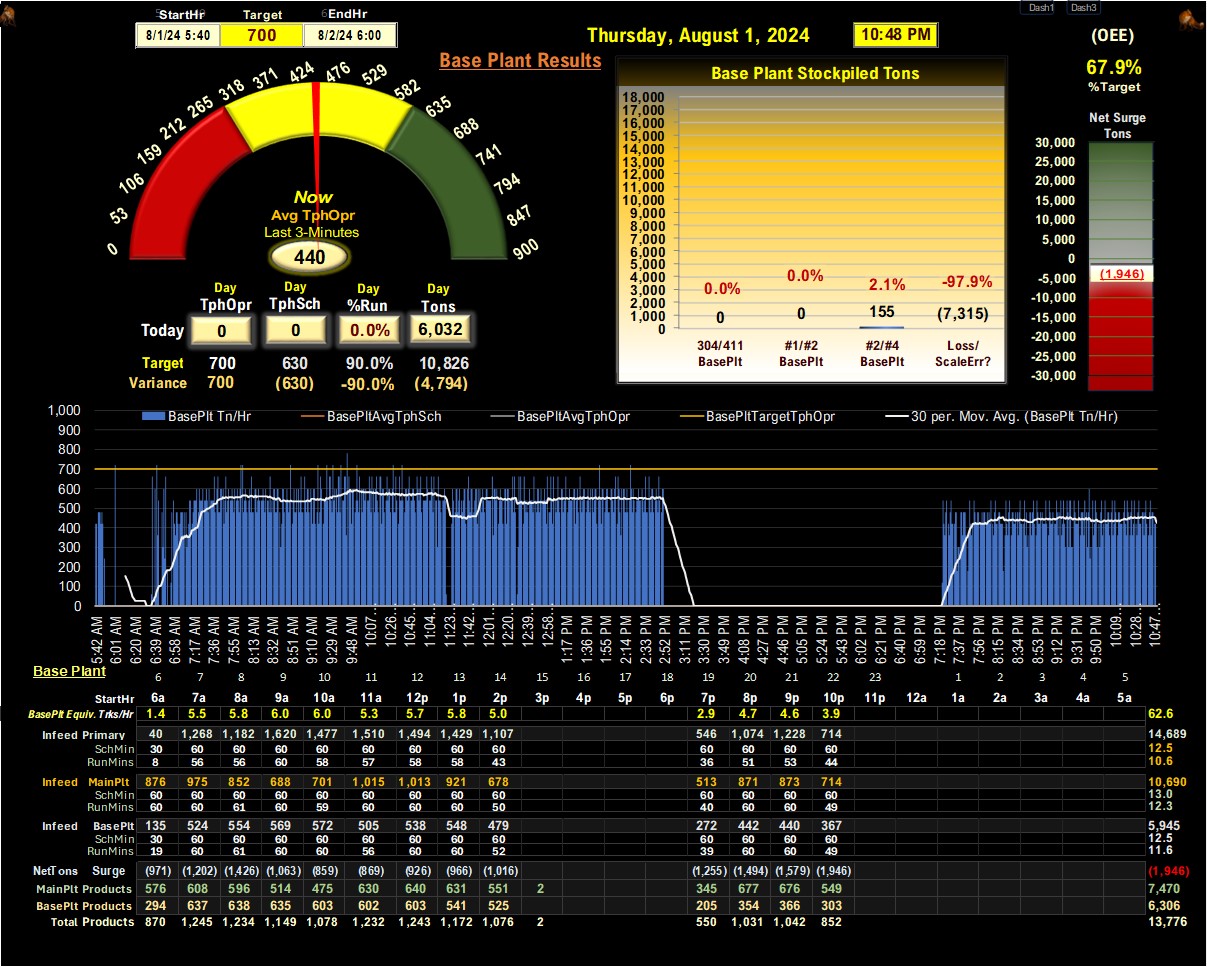 StartHr Target EndHr
8/1/24 5:40 700 8/2/24 6:00
Dash1 Dash3
Thursday, August 1, 2024 10:48 PM
(OEE)
67.9%
%Target
Base Plant Results
0 53 106 159 212 265 318 371 424 476 529 582 635 688 741 794 847 900
Now
Avg TphOpr
Last 3-Minutes
440
Day Day Day Day
TphOpr TphSch %Run Tons
Today 0 0 0.0% 6,032
Target 700 630 90.0% 10,826
Variance 700 (630) -90.0% (4,794)
Base Plant Stockpiled Tons
18,000
17,000
16,000
15,000
14,000
13,000
12,000
11,000
10,000
9,000
8,000
7,000
6,000
5,000
4,000
3,000
2,000
1,000
0
0.0% 0.0% 2.1% -97.9%
0 0 155 (7,315)
304/411 #1/#2 #2/#4 Loss/
BasePlt BasePlt BasePlt ScaleErr?
Net Surge
Tons
30,000
25,000
20,000
15,000
10,000
5,000
0
-5,000
-10,000
-15,000
-20,000
-25,000
-30,000
(1,946)
BasePlt Tn/Hr BasePltAvgTphSch BasePltAvgTphOpr BasePltTargetTphOpr 30 per. Mov. Avg. (BasePlt Tn/Hr)
1,000
900
800
700
600
500
400
300
200
100
0
5:42 AM 6:01 AM 6:20 AM 6:39 AM 6:58 AM 7:17 AM 7:36 AM 7:55 AM 8:13 AM 8:32 AM 8:51 AM 9:10 AM 9:29 AM 9:48 AM 10:07… 10:26… 10:45… 11:04… 11:23… 11:42… 12:01… 12:20… 12:39… 12:58… 1:17 PM 1:36 PM 1:55 PM 2:14 PM 2:33 PM 2:52 PM 3:11 PM 3:30 PM 3:49 PM 4:08 PM 4:27 PM 4:46 PM 5:05 PM 5:24 PM 5:43 PM 6:02 PM 6:21 PM 6:40 PM 6:59 PM 7:18 PM 7:37 PM 7:56 PM 8:15 PM 8:34 PM 8:53 PM 9:12 PM 9:31 PM 9:50 PM 10:09… 10:28… 10:47…
Base Plant
6 7 8 9 10 11 12 13 14 15 16 17 18 19 20 21 22 23 1 2 3 4 5
StartHr 6a 7a 8a 9a 10a 11a 12p 1p 2p 3p 4p 5p 6p 7p 8p 9p 10p 11p 12a 1a 2a 3a 4a 5a
BasePlt Equiv. Trks/Hr 1.4 5.5 5.8 6.0 6.0 5.3 5.7 5.8 5.0 2.9 4.7 4.6 3.9 62.6
Infeed Primary 40 1,268 1,182 1,620 1,477 1,510 1,494 1,429 1,107 546 1,074 1,228 714 14,689
SchMin 30 60 60 60 60 60 60 60 60 60 60 60 60 12.5
RunMins 8 56 56 60 58 57 58 58 43 36 51 53 44 10.6
Infeed MainPlt 876 975 852 688 701 1,015 1,013 921 678 513 871 873 714 10,690
SchMin 60 60 60 60 60 60 60 60 60 60 60 60 60 13.0
RunMins 60 60 61 60 59 60 60 60 50 40 60 60 49 12.3
Infeed BasePlt 135 524 554 569 572 505 538 548 479 272 442 440 367 5,945
SchMin 30 60 60 60 60 60 60 60 60 60 60 60 60 12.5
RunMins 19 60 61 60 60 56 60 60 52 39 60 60 49 11.6
NetTons Surge (971) (1,202) (1,426) (1,063) (859) (869) (926) (966) (1,016) (1,255) (1,494) (1,579) (1,946) (1,946)
MainPlt Products 576 608 596 514 475 630 640 631 551 2 345 677 676 549 7,470
BasePlt Products 294 637 638 635 603 602 603 541 525 205 354 366 303 6,306
Total Products 870 1,245 1,234 1,149 1,078 1,232 1,243 1,172 1,076 2 550 1,031 1,042 852 13,776